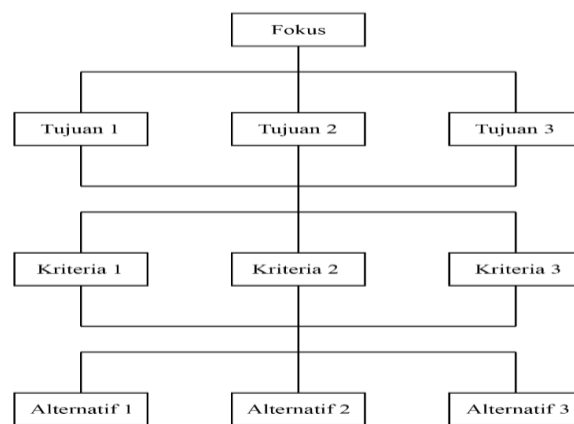 Fokus
Tujuan 1
Tujuan 2
Tujuan 3
Kriteria 1
Kriteria 2
Kriteria 3
Alternatif 1
Alternatif 2
Alternatif 3